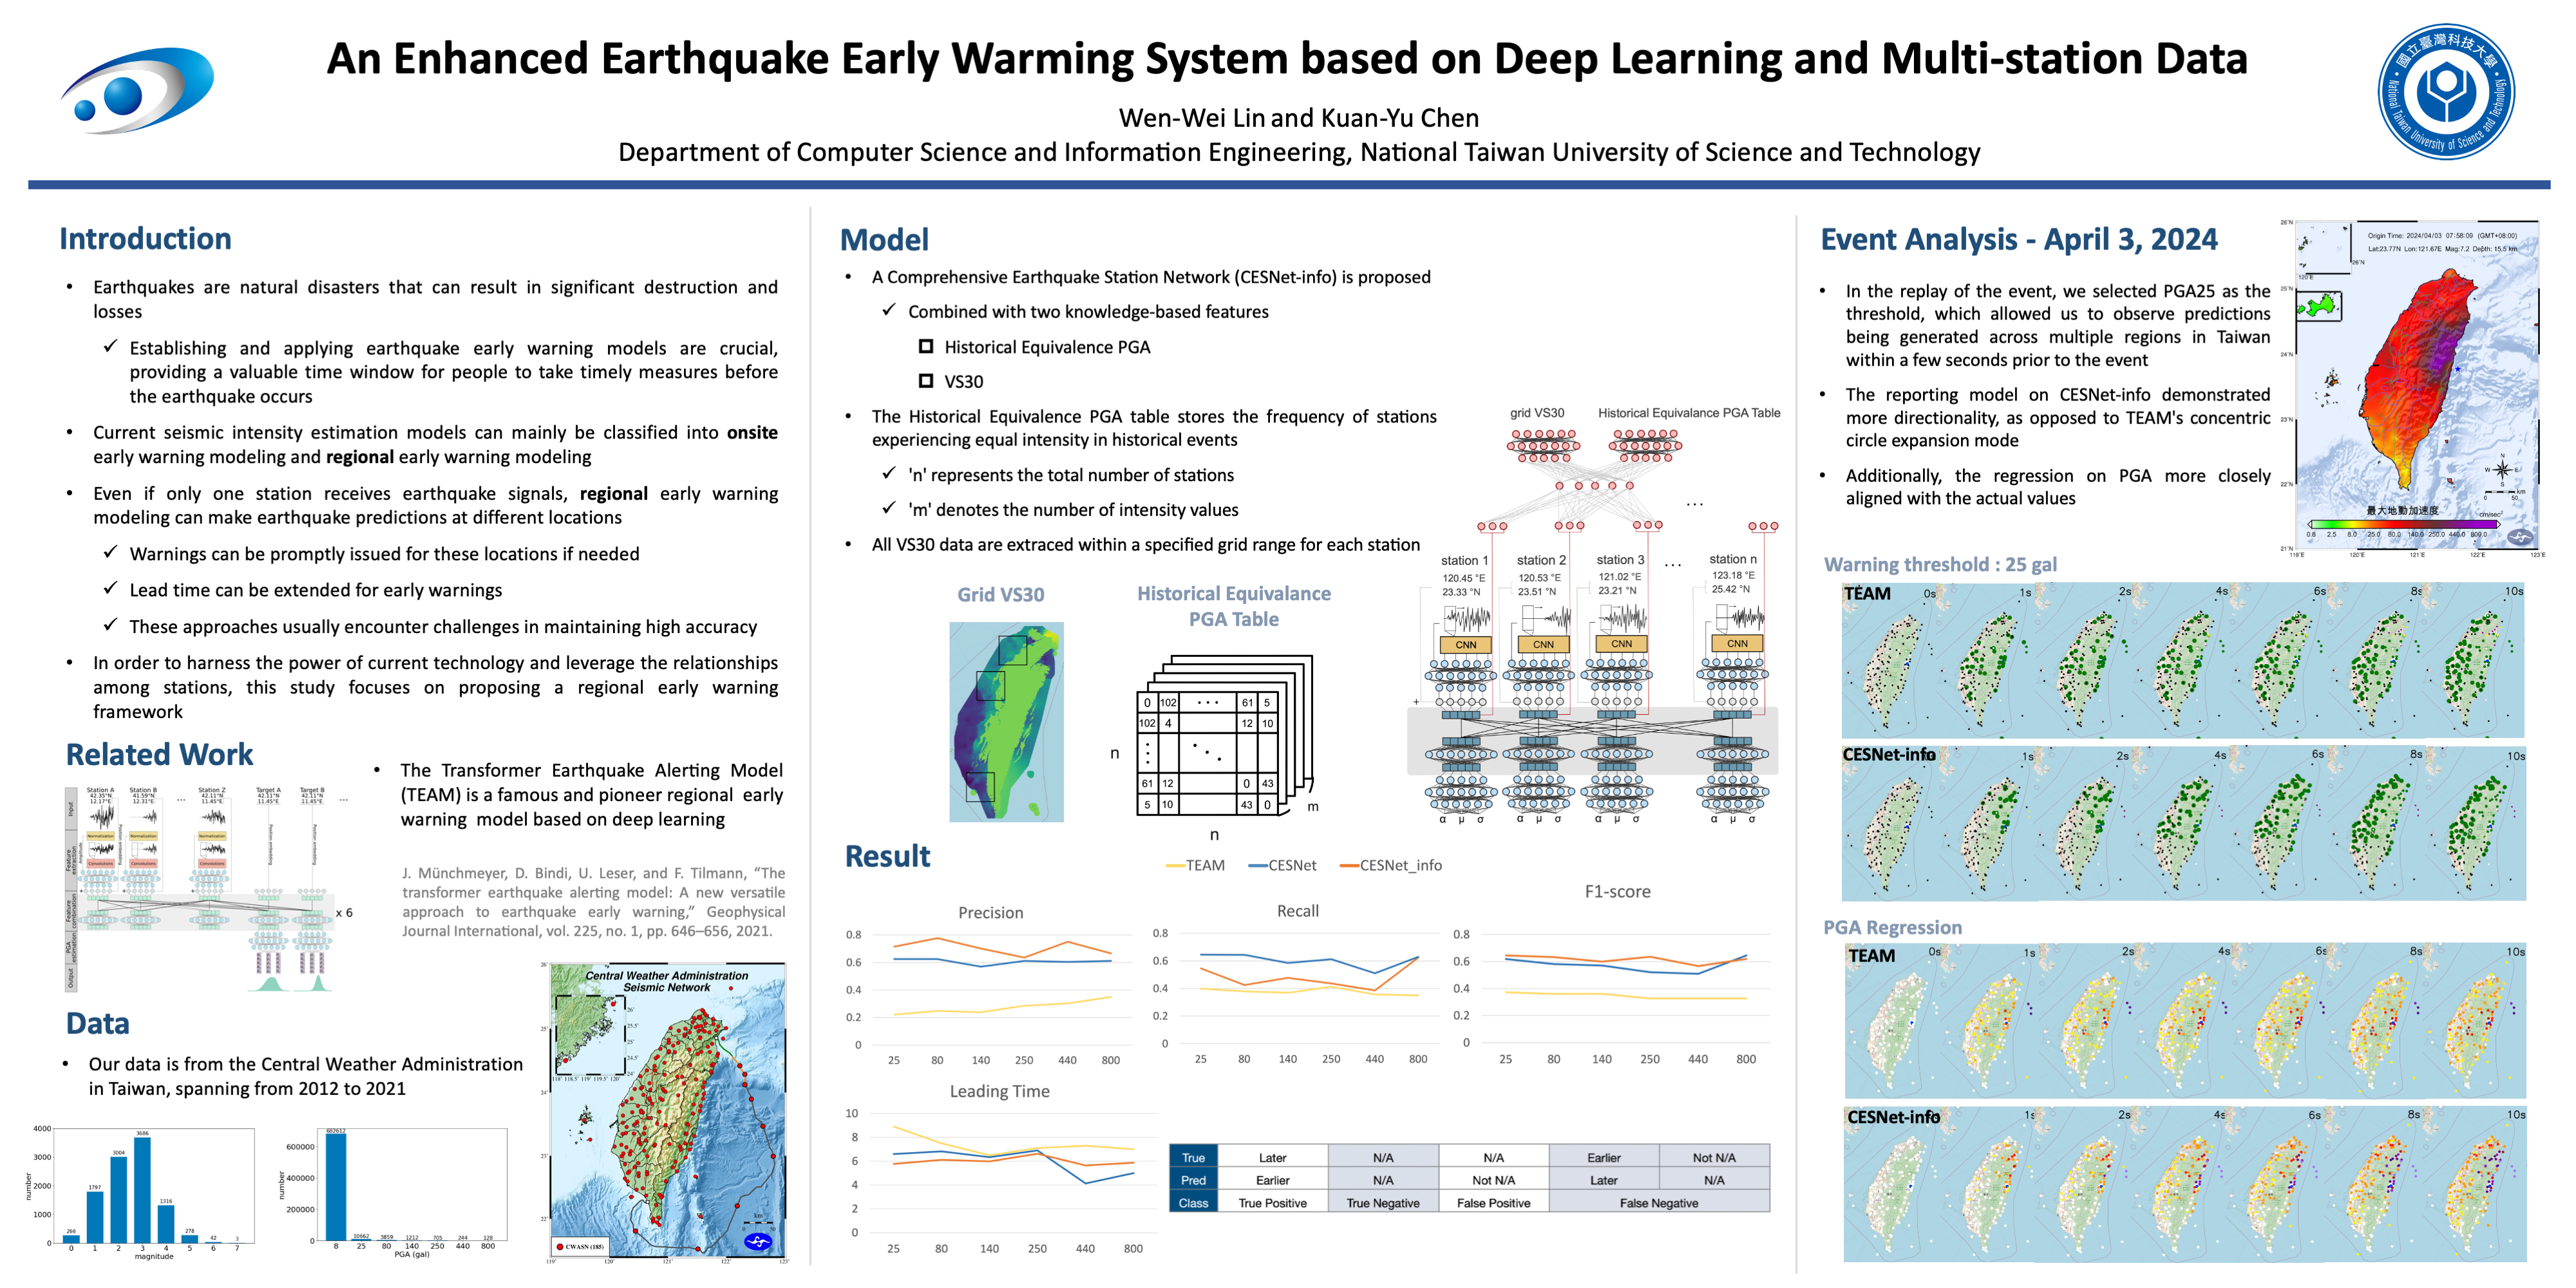 An Enhanced Earthquake Early Warming System based on Deep Learning and Multi-station Data
Wen-Wei Lin and Kuan-Yu Chen
Department of Computer Science and Information Engineering, National Taiwan University of Science and Technology
國立臺灣科技大學
National Taiwan University of Science and Technology
Introduction
• Earthquakes are natural disasters that can result in significant destruction and
losses
✓ Establishing and applying earthquake early warning models are crucial,
providing a valuable time window for people to take timely measures before
the earthquake occurs
• Current seismic intensity estimation models can mainly be classified into onsite
early warning modeling and regional early warning modeling
• Even if only one station receives earthquake signals, regional early warning
modeling can make earthquake predictions at different locations
✓ Warnings can be promptly issued for these locations if needed
✓ Lead time can be extended for early warnings
✓ These approaches usually encounter challenges in maintaining high accuracy
• In order to harness the power of current technology and leverage the relationships
among stations, this study focuses on proposing a regional early warning
framework
Related Work
Station A Station B ... Station Z Target A Target B ...
42.35°N 41.59°N 42.11°N 42.11°N 42.11°N
12.17°E 12.31°E 11.45°E 11.45°E 11.45°E
Input
Normalization Normalization Normalization
Convolutions Convolutions Convolutions
Feature extraction
Feature combination
x 6
PGA estimation
Output
• The Transformer Earthquake Alerting Model
(TEAM) is a famous and pioneer regional early
warning model based on deep learning
J. Münchmeyer, D. Bindi, U. Leser, and F. Tilmann, “The
transformer earthquake alerting model: A new versatile
approach to earthquake early warning,” Geophysical
Journal International, vol. 225, no. 1, pp. 646–656, 2021.
Data
• Our data is from the Central Weather Administration
in Taiwan, spanning from 2012 to 2021
number
4000
3000
2000
1000
0
266 1797 3004 3686 1316 278 42 3
0 1 2 3 4 5 6 7
magnitude
number
600000
400000
200000
0
682612 10662 3859 1212 705 244 128
8 25 80 140 250 440 800
PGA (gal)
Central Weather Administration
Seismic Network
CWASN (185)
km
Model
• A Comprehensive Earthquake Station Network (CESNet-info) is proposed
✓ Combined with two knowledge-based features
Historical Equivalence PGA
VS30
• The Historical Equivalence PGA table stores the frequency of stations
experiencing equal intensity in historical events
✓ 'n' represents the total number of stations
✓ 'm' denotes the number of intensity values
• All VS30 data are extraced within a specified grid range for each station
Grid VS30
Historical Equivalance
PGA Table
0 102 ... 61 5
102 4 12 10
61 12 0 43
5 10 43 0
n
n
m
grid VS30 Historical Equivalance PGA Table
...
station 1 station 2 station 3 ... station n
120.45 °E 120.53 °E 121.02 °E 123.18 °E
23.33 °N 23.51 °N 23.21 °N 25.42 °N
CNN CNN CNN CNN
+
α μ σ α μ σ α μ σ α μ σ
Result
TEAM CESNet CESNet_info
Precision
0.8
0.6
0.4
0.2
0
25 80 140 250 440 800
Recall
0.8
0.6
0.4
0.2
0
25 80 140 250 440 800
F1-score
0.8
0.6
0.4
0.2
0
25 80 140 250 440 800
Leading Time
10
8
6
4
2
0
25 80 140 250 440 800
True Later N/A N/A Earlier Not N/A
Pred Earlier N/A Not N/A Later N/A
Class True Positive True Negative False Positive False Negative
Event Analysis - April 3, 2024
• In the replay of the event, we selected PGA25 as the
threshold, which allowed us to observe predictions
being generated across multiple regions in Taiwan
within a few seconds prior to the event
• The reporting model on CESNet-info demonstrated
more directionality, as opposed to TEAM's concentric
circle expansion mode
• Additionally, the regression on PGA more closely
aligned with the actual values
Origin Time: 2024/04/03 07:58:09 (GMT+08:00)
Lat:23.77N Lon:121.67E Mag:7.2 Depth: 15.5 km
最大地動加速度
cm/sec²
0.8 2.5 8.0 25.0 80.0 140.0 250.0 440.0 800.0
119°E 120°E 121°E 122°E 123°E
Warning threshold : 25 gal
TEAM 0s 1s 2s 4s 6s 8s 10s
CESNet-info 1s 2s 4s 6s 8s 10s
PGA Regression
TEAM 0s 1s 2s 4s 6s 8s 10s
CESNet-info 1s 2s 4s 6s 8s 10s